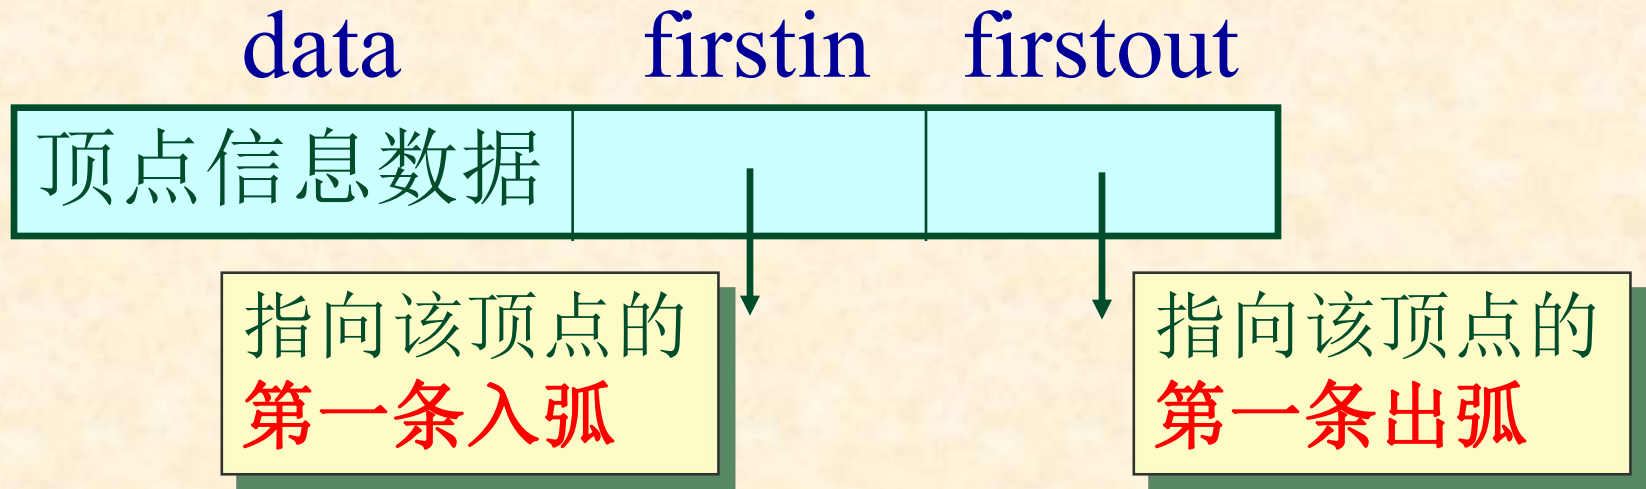 data firstin firstout
顶点信息数据
指向该顶点的
第一条入弧
指向该顶点的
第一条出弧